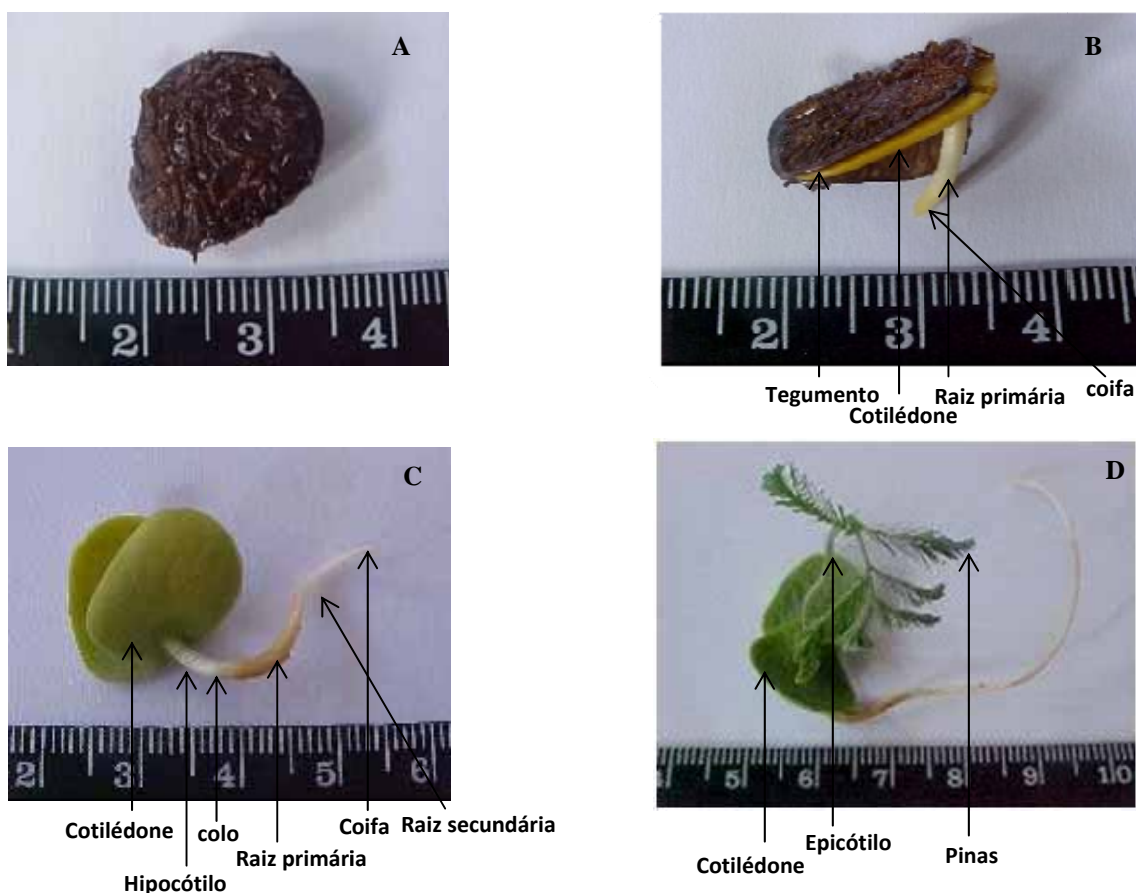 A
2 3 4
B
2 3 4
Tegumento
Cotilédone
Raiz primária
coifa
C
2 3 4 5 6
Cotilédone
Hipocótilo
colo
Raiz primária
Coifa
Raiz secundária
D
5 6 7 8 9 10
Cotilédone
Epicótilo
Pinas